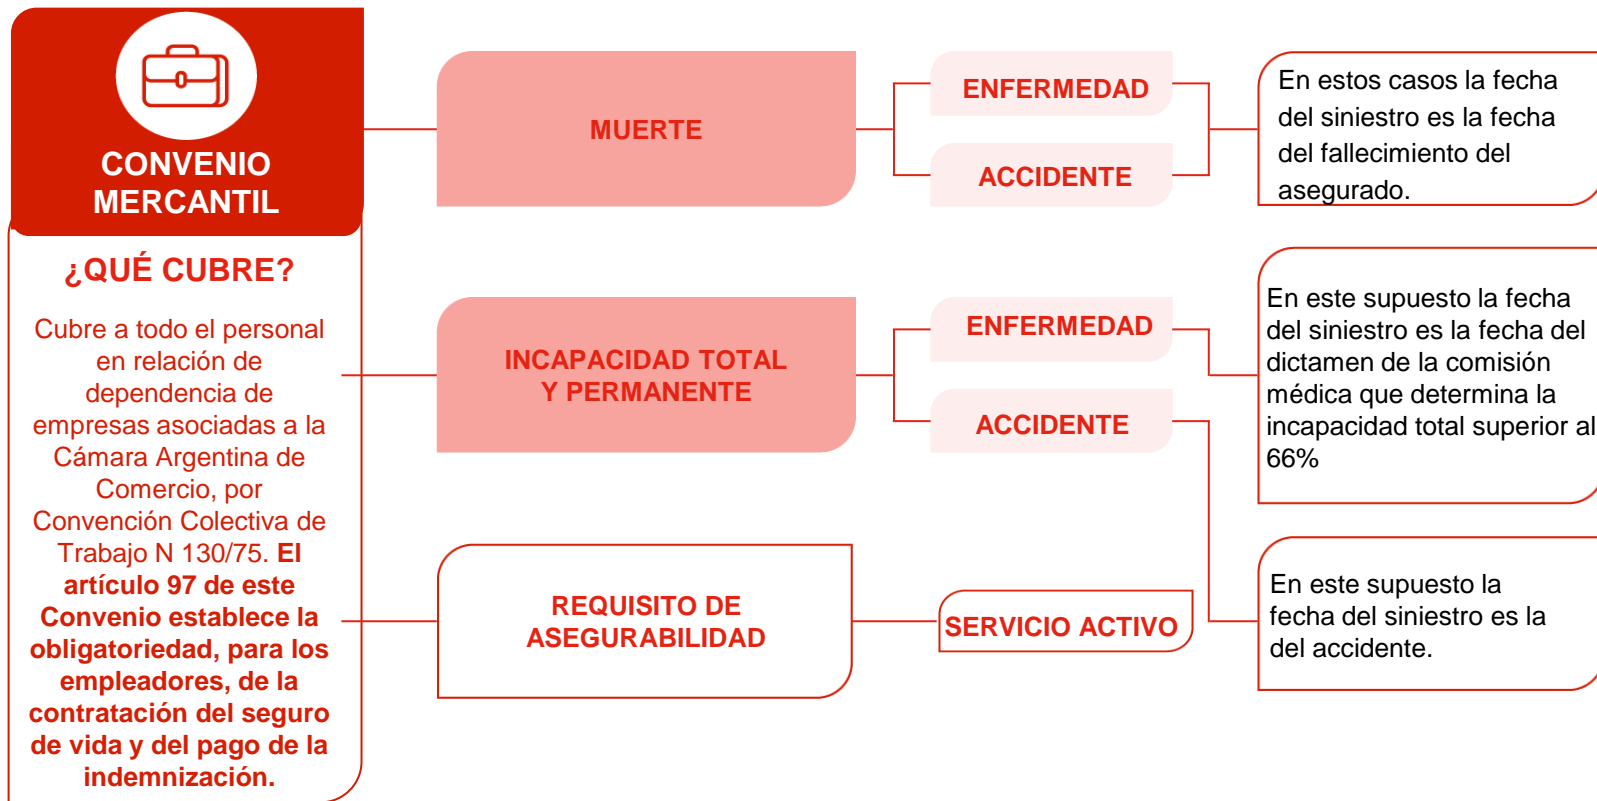 CONVENIO
MERCANTIL
¿QUÉ CUBRE?
Cubre a todo el personal
en relación de
dependencia de
empresas asociadas a la
Cámara Argentina de
Comercio, por
Convención Colectiva de
Trabajo N 130/75. El
artículo 97 de este
Convenio establece la
obligatoriedad, para los
empleadores, de la
contratación del seguro
de vida y del pago de la
indemnización.
MUERTE
ENFERMEDAD
ACCIDENTE
En estos casos la fecha
del siniestro es la fecha
del fallecimiento del
asegurado.
INCAPACIDAD TOTAL
Y PERMANENTE
ENFERMEDAD
ACCIDENTE
En este supuesto la fecha
del siniestro es la fecha del
dictamen de la comisión
médica que determina la
incapacidad total superior al
66%
En este supuesto la
fecha del siniestro es la
del accidente.
REQUISITO DE
ASEGURABILIDAD
SERVICIO ACTIVO